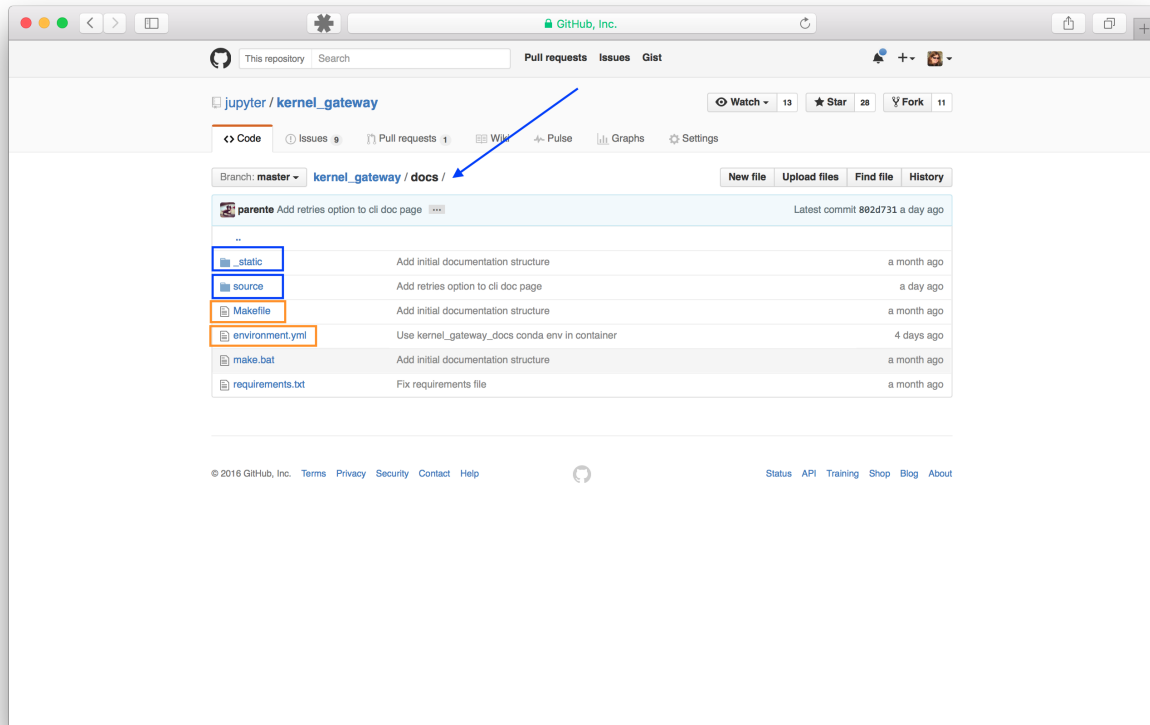 GitHub, Inc.
This repository Search Pull requests Issues Gist
jupyter / kernel_gateway Watch 13 Star 28 Fork 11
<> Code Issues 9 Pull requests 1 Wiki Pulse Graphs Settings
Branch: master kernel_gateway / docs / New file Upload files Find file History
parente Add retries option to cli doc page ... Latest commit 802d731 a day ago
..
_static Add initial documentation structure a month ago
source Add retries option to cli doc page a day ago
Makefile Add initial documentation structure a month ago
environment.yml Use kernel_gateway_docs conda env in container 4 days ago
make.bat Add initial documentation structure a month ago
requirements.txt Fix requirements file a month ago
© 2016 GitHub, Inc. Terms Privacy Security Contact Help Status API Training Shop Blog About